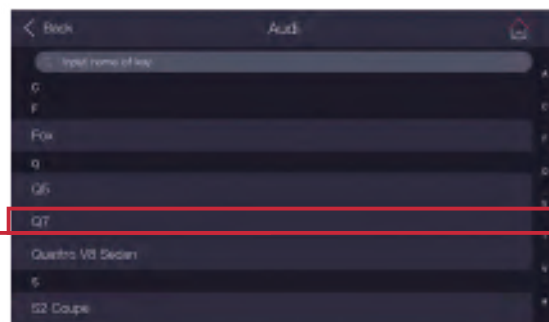 < Back
Audi
Input name of key
C
F
Fox
Q
Q5
Q7
Quattro V8 Sedan
S
S2 Coupe